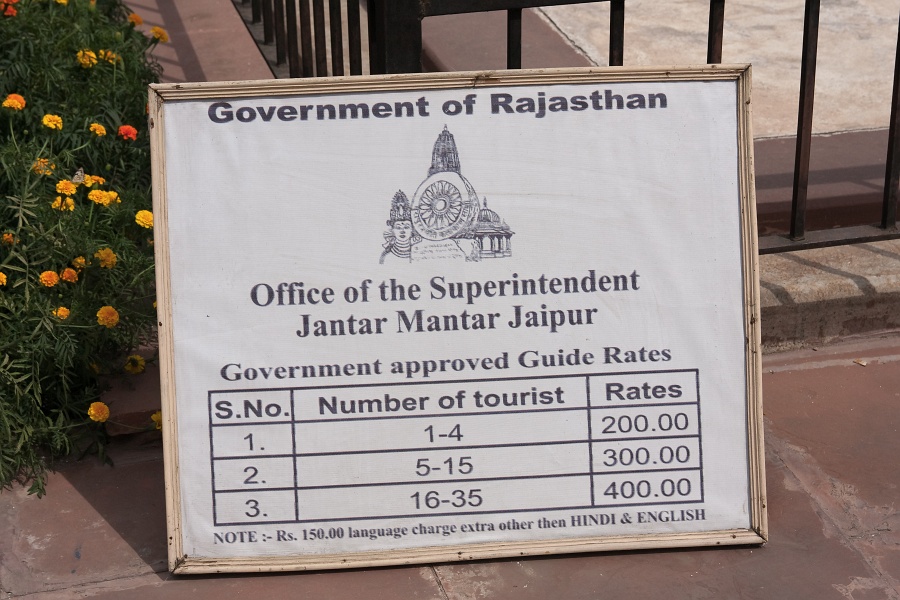 Government of Rajasthan
Office of the Superintendent
Jantar Mantar Jaipur
Government approved Guide Rates
S.No. Number of tourist Rates
1. 1-4 200.00
2. 5-15 300.00
3. 16-35 400.00
NOTE :- Rs. 150.00 language charge extra other then HINDI & ENGLISH